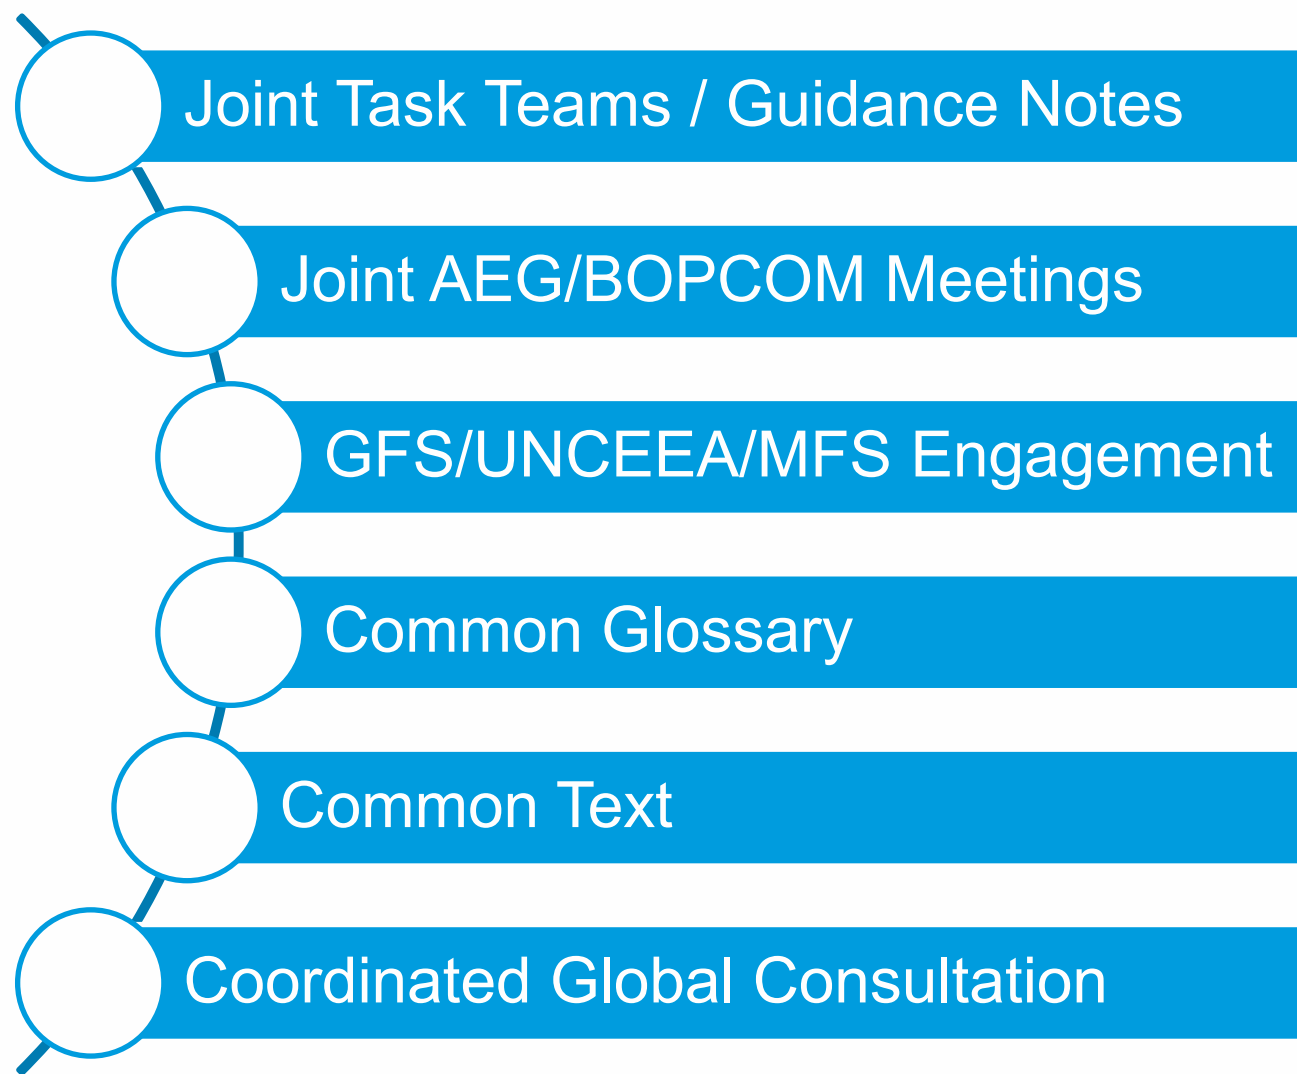 Joint Task Teams / Guidance Notes
Joint AEG/BOPCOM Meetings
GFS/UNCEEA/MFS Engagement
Common Glossary
Common Text
Coordinated Global Consultation